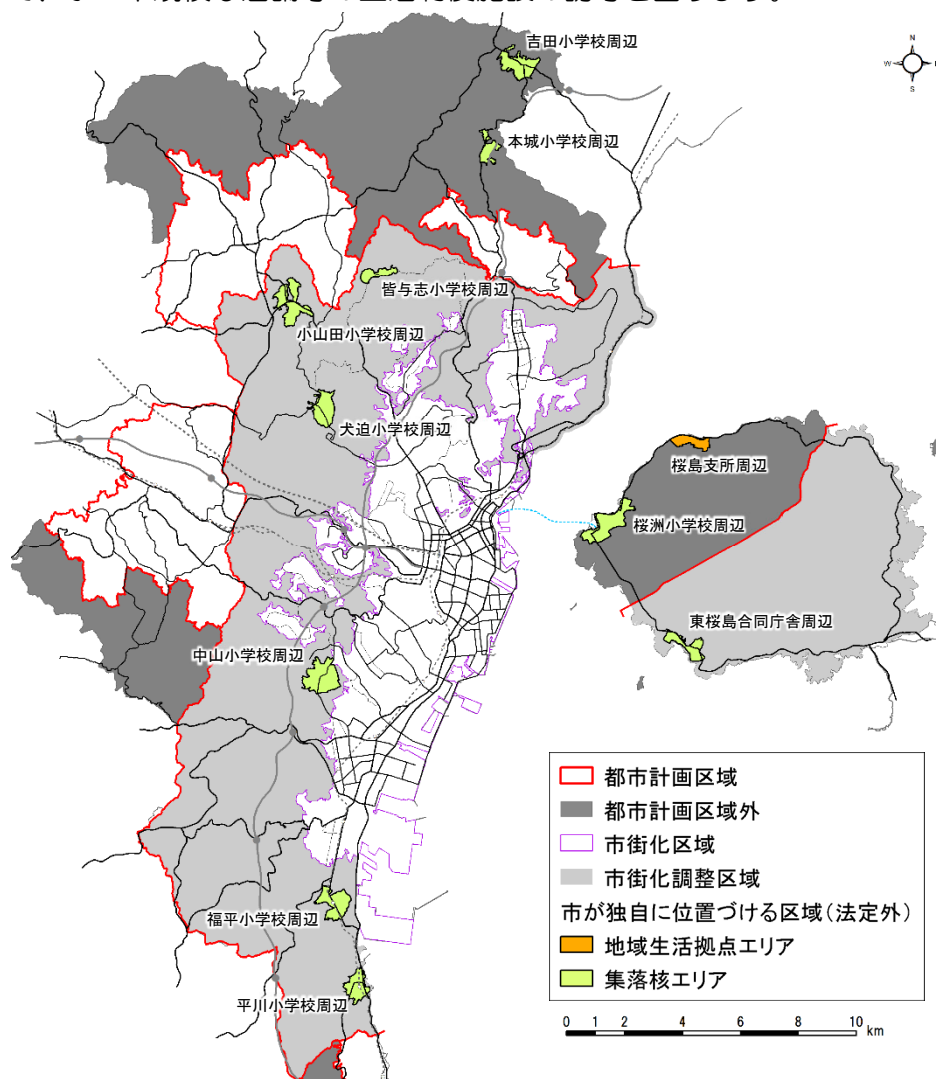 吉田小学校周辺
N
W
S
本城小学校周辺
皆与志小学校周辺
小山田小学校周辺
犬迫小学校周辺
桜島支所周辺
桜洲小学校周辺
東桜島合同庁舎周辺
中山小学校周辺
福平小学校周辺
平川小学校周辺
都市計画区域
都市計画区域外
市街化区域
市街化調整区域
市が独自に位置づける区域(法定外)
地域生活拠点エリア
集落核エリア
0 1 2 4 6 8 10
km